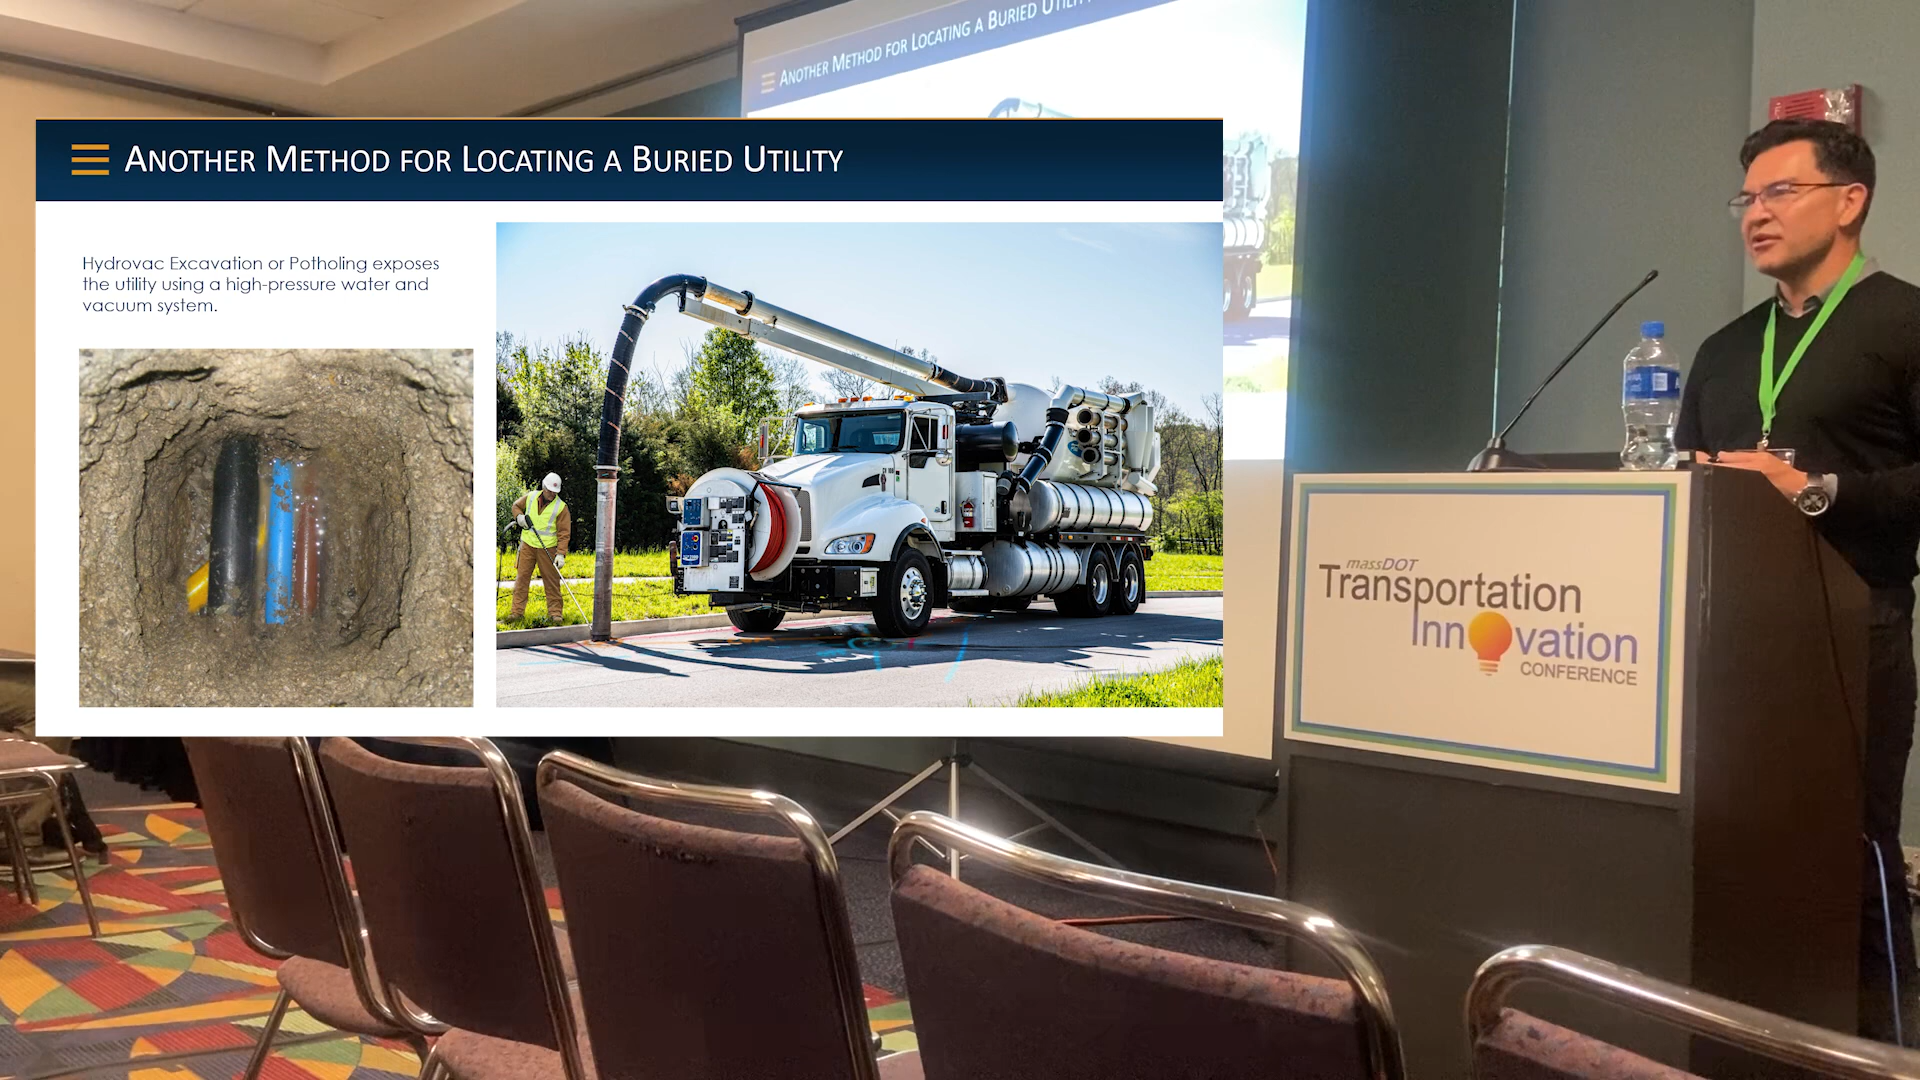 ANOTHER METHOD FOR LOCATING A BURIED UTILITY
ANOTHER METHOD FOR LOCATING A BURIED UTILITY
Hydrovac Excavation or Potholing exposes
the utility using a high-pressure water and
vacuum system.
massDOT
Transportation
Innovation
CONFERENCE